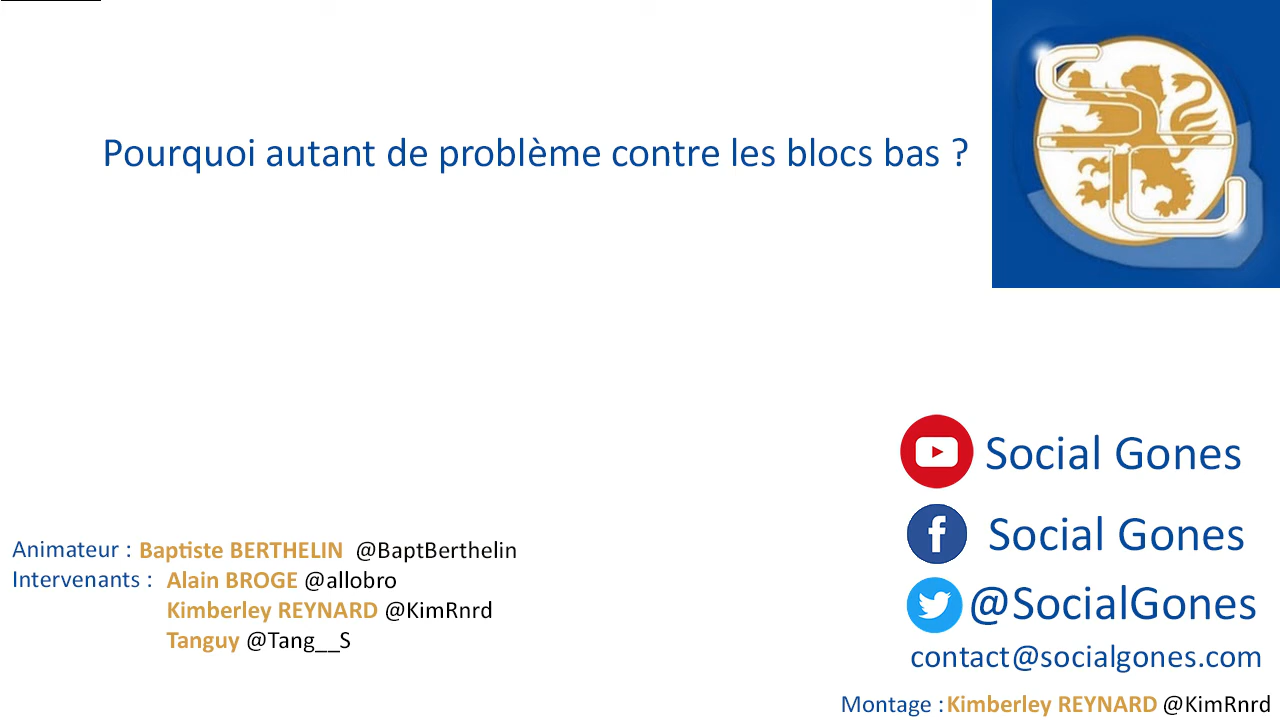 Pourquoi autant de problème contre les blocs bas ?
Social Gones
Social Gones
@SocialGones
contact@socialgones.com
Animateur : Baptiste BERTHELIN @BaptBerthelin
Intervenants : Alain BROGE @allobro
Kimberley REYNARD @KimRnrd
Tanguy @Tang__S
Montage : Kimberley REYNARD @KimRnrd